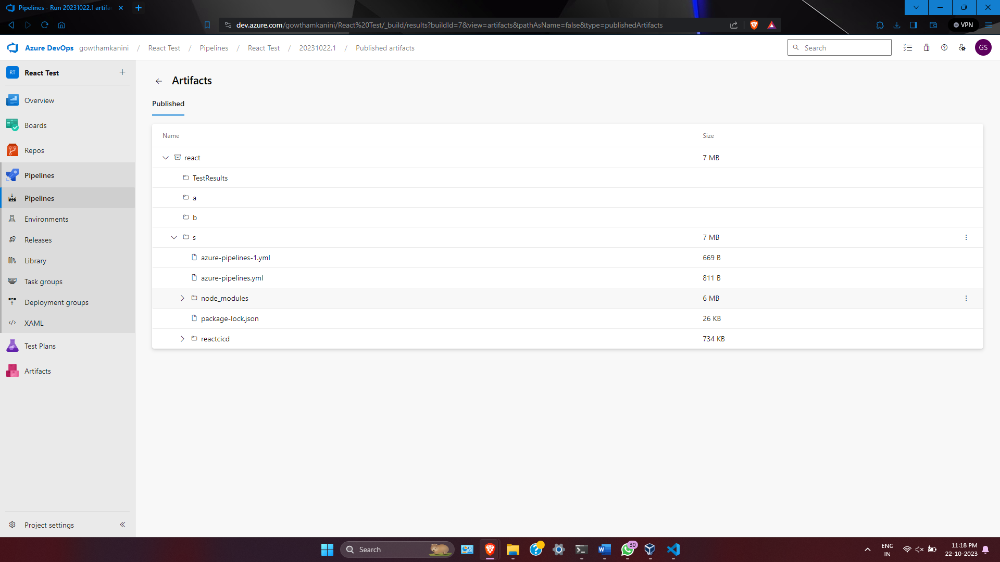 Pipelines - Run 20231022.1 artifa
dev.azure.com/gowthamkanini/React%20Test/_build/results?buildId=7&view=artifacts&pathAsName=false&type=publishedArtifacts
VPN
Azure DevOps gowthamkanini / React Test / Pipelines / React Test / 20231022.1 / Published artifacts
Search
GS
RT React Test +
Overview
Boards
Repos
Pipelines
Pipelines
Environments
Releases
Library
Task groups
Deployment groups
XAML
Test Plans
Artifacts
Project settings
Artifacts
Published
Name Size
react 7 MB
TestResults
a
b
s 7 MB
azure-pipelines-1.yml 669 B
azure-pipelines.yml 811 B
node_modules 6 MB
package-lock.json 26 KB
reactcicd 734 KB
Search
30
ENG
IN
11:18 PM
22-10-2023